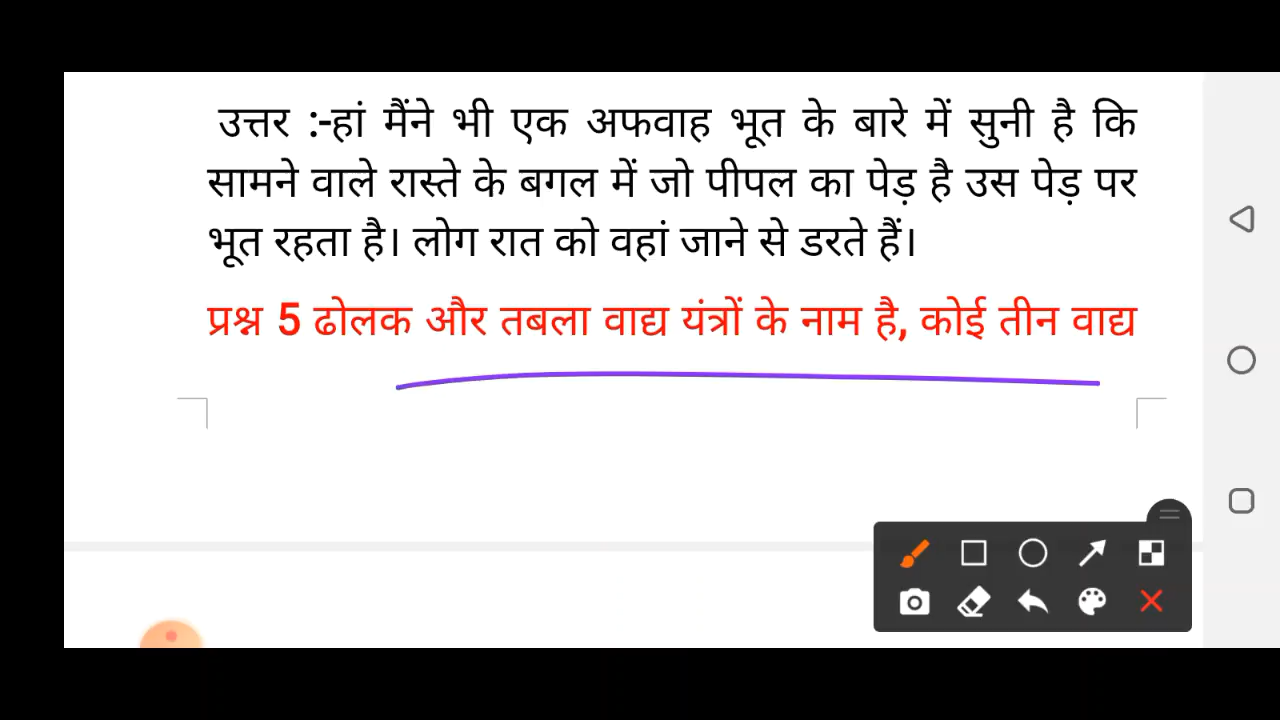 उत्तर :-हां मैंने भी एक अफवाह भूत के बारे में सुनी है कि
सामने वाले रास्ते के बगल में जो पीपल का पेड़ है उस पेड़ पर
भूत रहता है। लोग रात को वहां जाने से डरते हैं।
प्रश्न 5 ढोलक और तबला वाद्य यंत्रों के नाम है, कोई तीन वाद्य